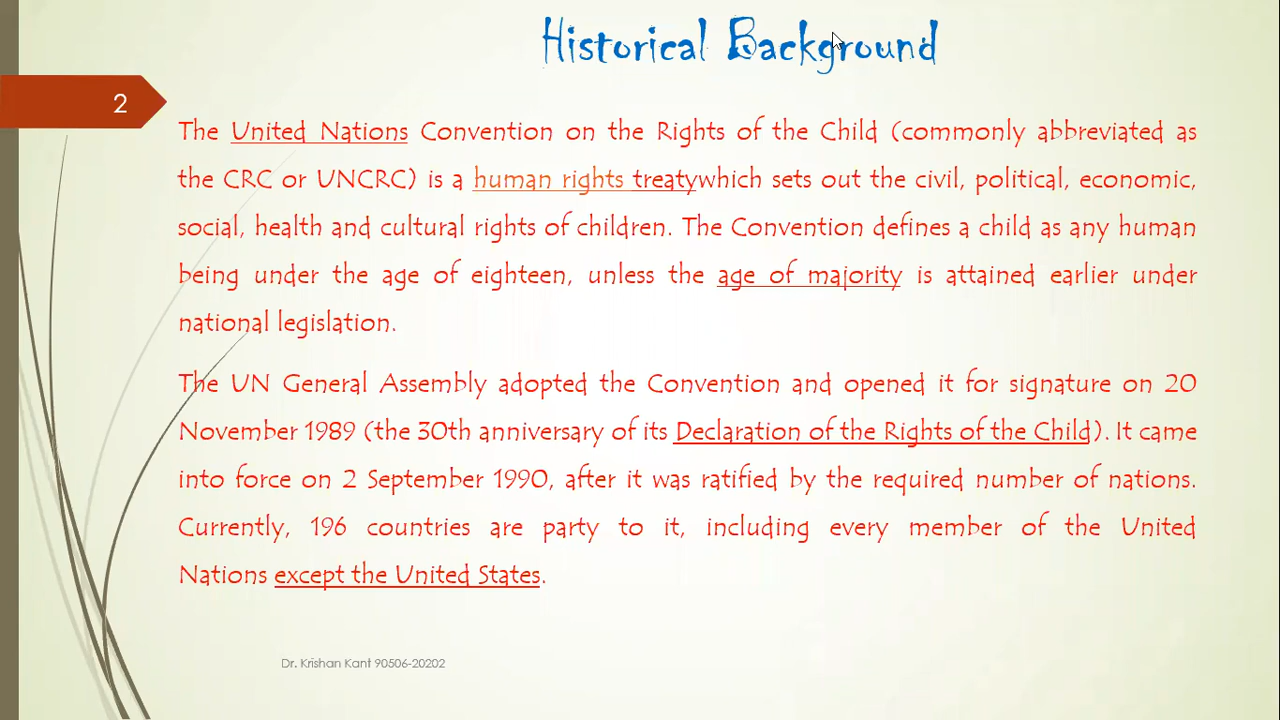 Historical Background
2
The United Nations Convention on the Rights of the Child (commonly abbreviated as
the CRC or UNCRC) is a human rights treatywhich sets out the civil, political, economic,
social, health and cultural rights of children. The Convention defines a child as any human
being under the age of eighteen, unless the age of majority is attained earlier under
national legislation.
The UN General Assembly adopted the Convention and opened it for signature on 20
November 1989 (the 30th anniversary of its Declaration of the Rights of the Child). It came
into force on 2 September 1990, after it was ratified by the required number of nations.
Currently, 196 countries are party to it, including every member of the United
Nations except the United States.
Dr. Krishan Kant 90506-20202